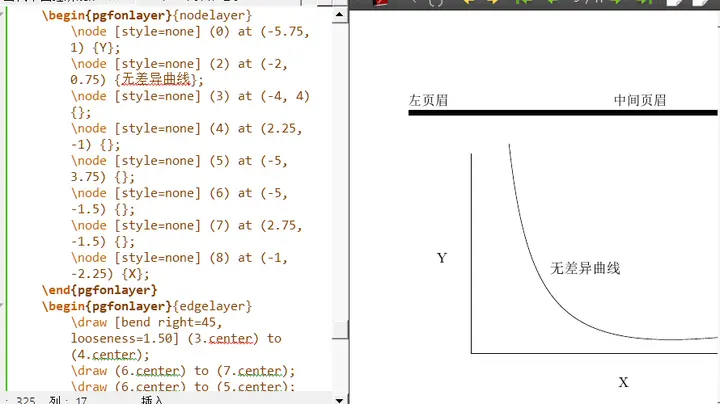 \begin{pgfonlayer}{nodelayer}
\node [style=none] (0) at (-5.75,
1) {Y};
\node [style=none] (2) at (-2,
0.75) {无差异曲线};
\node [style=none] (3) at (-4, 4)
{};
\node [style=none] (4) at (2.25,
-1) {};
\node [style=none] (5) at (-5,
3.75) {};
\node [style=none] (6) at (-5,
-1.5) {};
\node [style=none] (7) at (2.75,
-1.5) {};
\node [style=none] (8) at (-1,
-2.25) {X};
\end{pgfonlayer}
\begin{pgfonlayer}{edgelayer}
\draw [bend right=45,
looseness=1.50] (3.center) to
(4.center);
\draw (6.center) to (7.center);
\draw (6.center) to (5.center);
: 325 列: 17 插入
左页眉 中间页眉
Y
无差异曲线
X